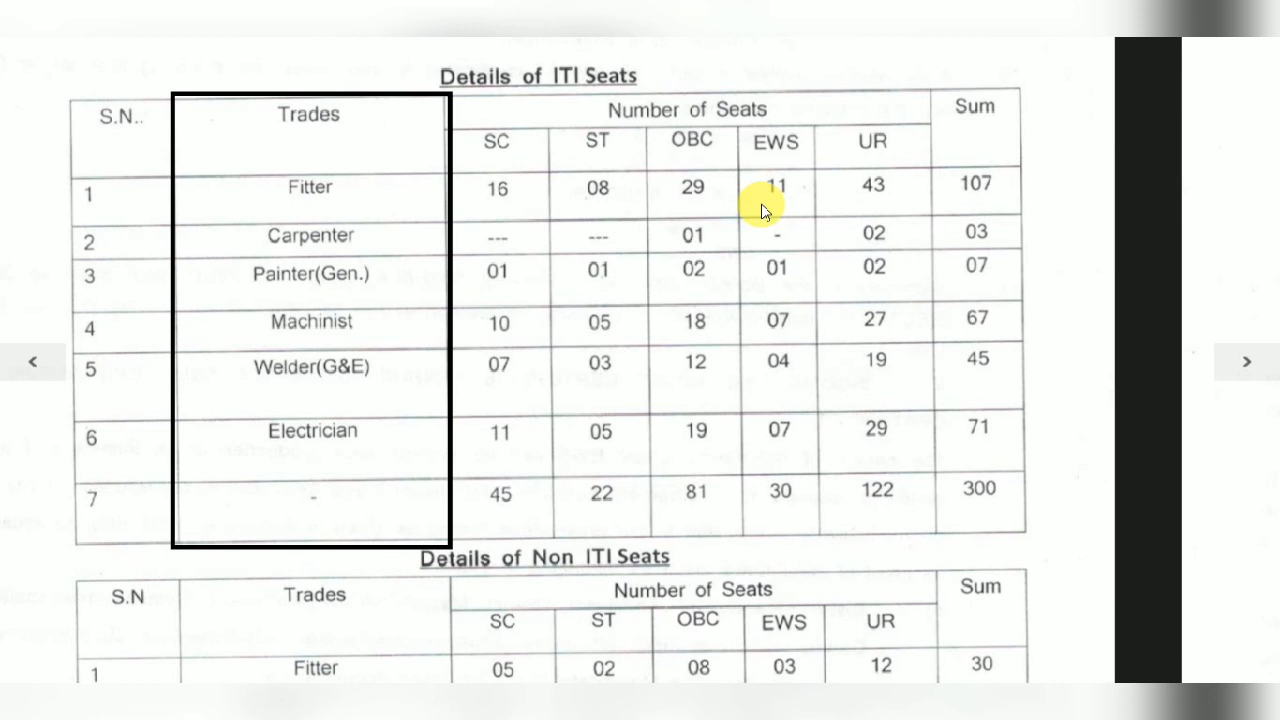 Details of ITI Seats
S.N.. Trades Number of Seats Sum
SC ST OBC EWS UR
1 Fitter 16 08 29 11 43 107
2 Carpenter --- --- 01 - 02 03
3 Painter(Gen.) 01 01 02 01 02 07
4 Machinist 10 05 18 07 27 67
5 Welder(G&E) 07 03 12 04 19 45
6 Electrician 11 05 19 07 29 71
7 - 45 22 81 30 122 300
Details of Non ITI Seats
S.N Trades Number of Seats Sum
SC ST OBC EWS UR
1 Fitter 05 02 08 03 12 30